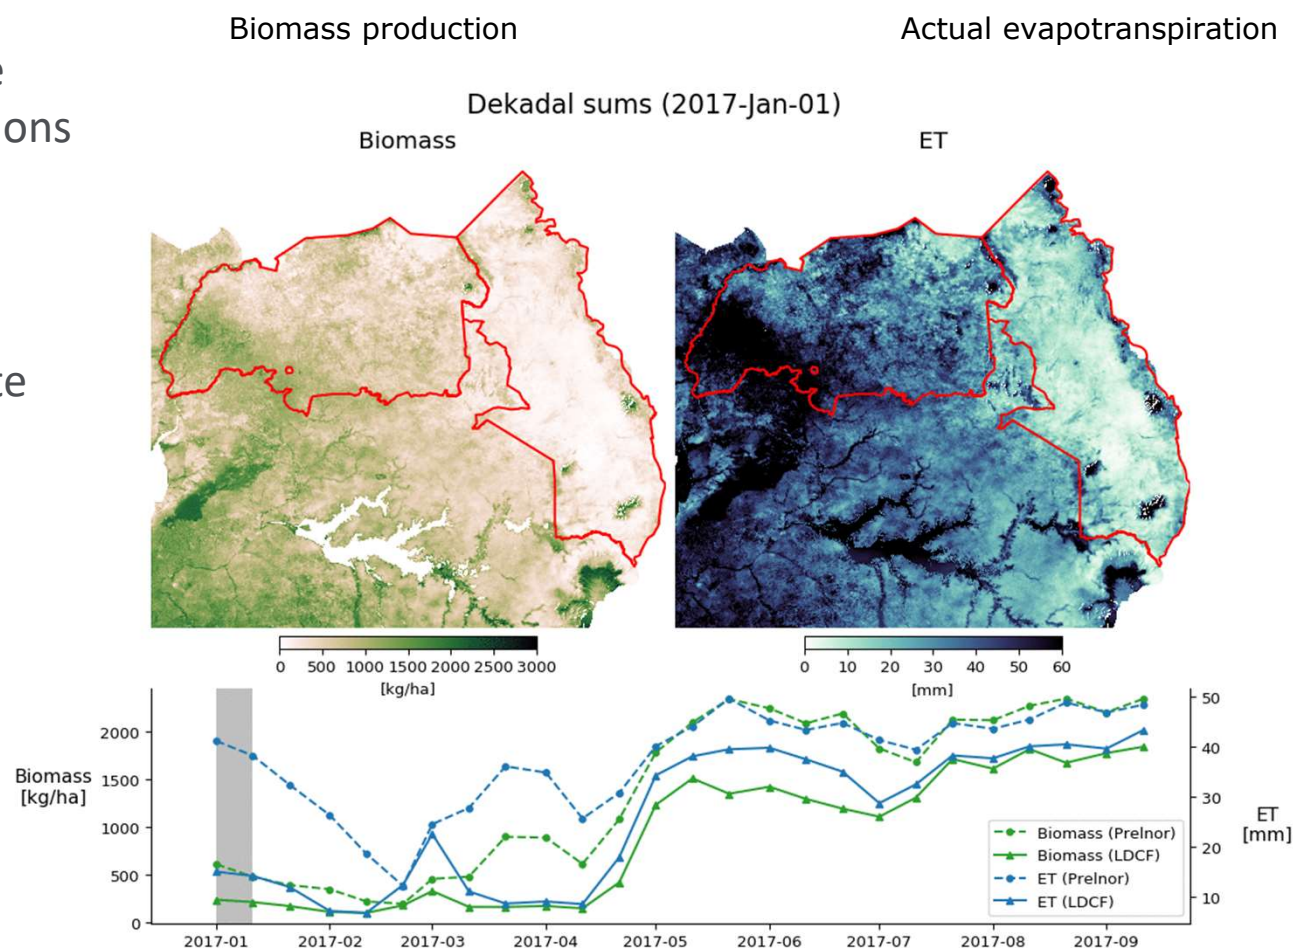 Biomass production
Actual evapotranspiration
e
ons
te
Dekadal sums (2017-Jan-01)
Biomass
ET
0 500 1000 1500 2000 2500 3000
[kg/ha]
0 10 20 30 40 50 60
[mm]
Biomass
[kg/ha]
2000
1500
1000
500
0
50
40
30
20
10
ET
[mm]
Biomass (PreInor)
Biomass (LDCF)
ET (PreInor)
ET (LDCF)
2017-01 2017-02 2017-03 2017-04 2017-05 2017-06 2017-07 2017-08 2017-09